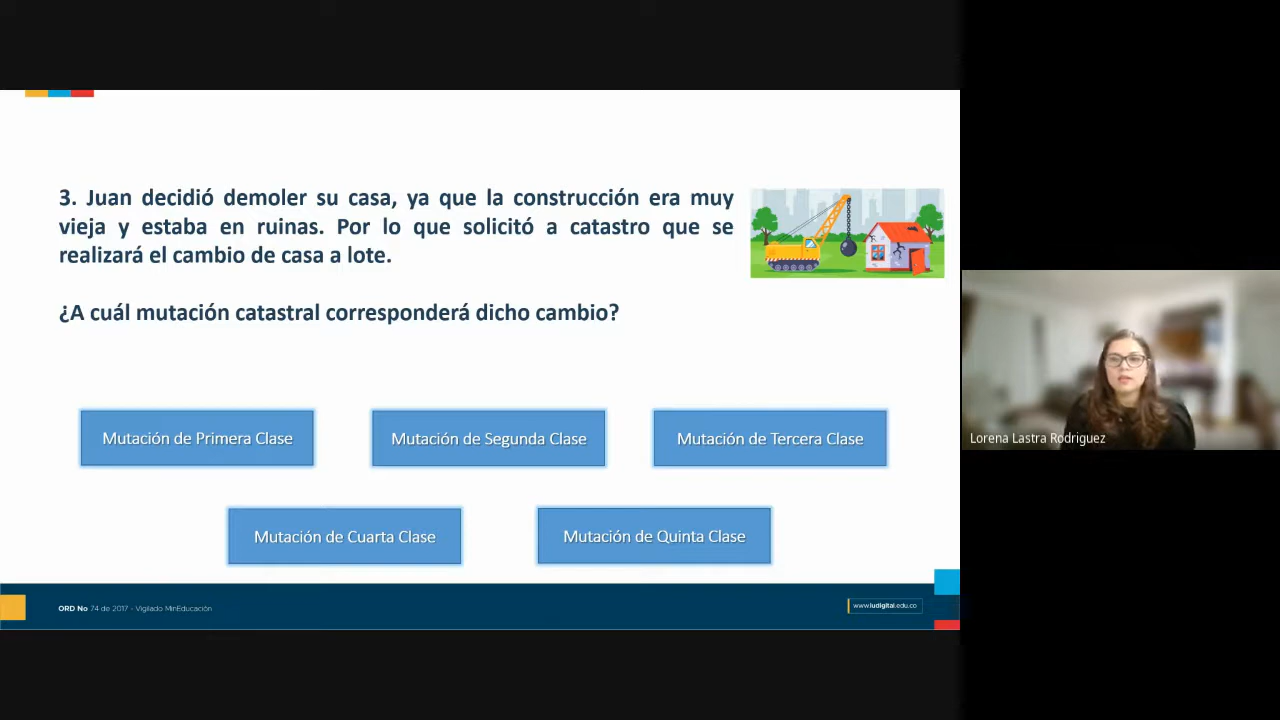 3. Juan decidió demoler su casa, ya que la construcción era muy
vieja y estaba en ruinas. Por lo que solicitó a catastro que se
realizará el cambio de casa a lote.
¿A cuál mutación catastral corresponderá dicho cambio?
Mutación de Primera Clase
Mutación de Segunda Clase
Mutación de Tercera Clase
Mutación de Cuarta Clase
Mutación de Quinta Clase
Lorena Lastra Rodriguez
ORD No 74 de 2017 - Vigilado MinEducación
www.iudigital.edu.co